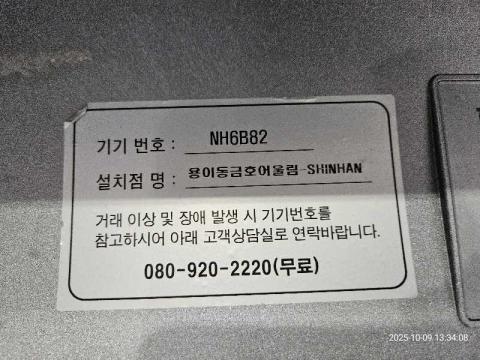 기기 번호 : NH6B82
설치점 명 : 용이동금호어울림-SHINHAN
거래 이상 및 장애 발생 시 기기번호를
참고하시어 아래 고객상담실로 연락바랍니다.
080-920-2220(무료)
2025-10-09 13:34:08